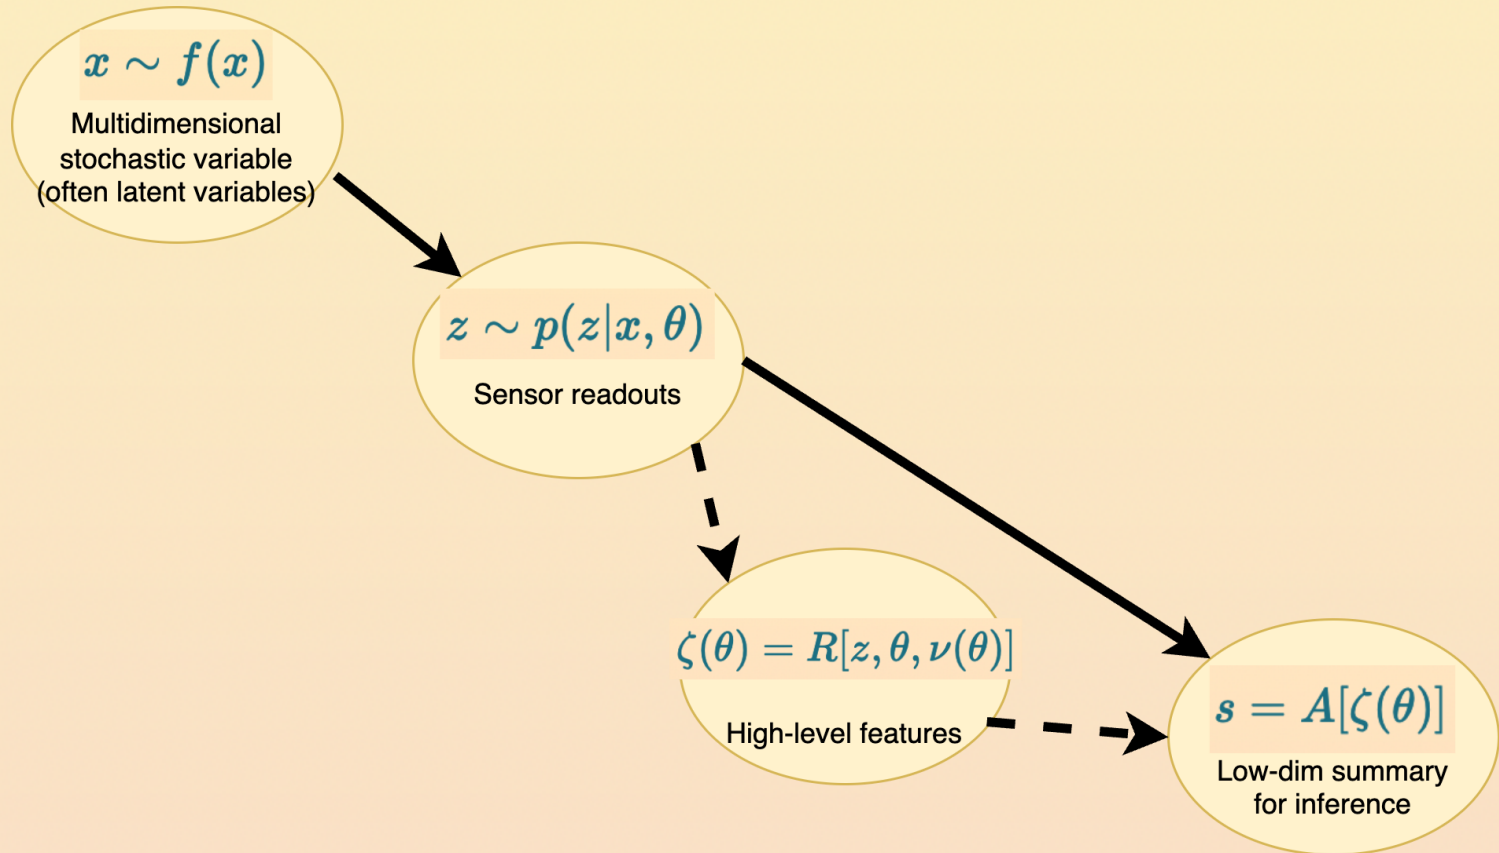 x ∼ f(x)
Multidimensional
stochastic variable
(often latent variables)
z ∼ p(z|x, θ)
Sensor readouts
ζ(θ) = R[z, θ, ν(θ)]
High-level features
s = A[ζ(θ)]
Low-dim summary
for inference